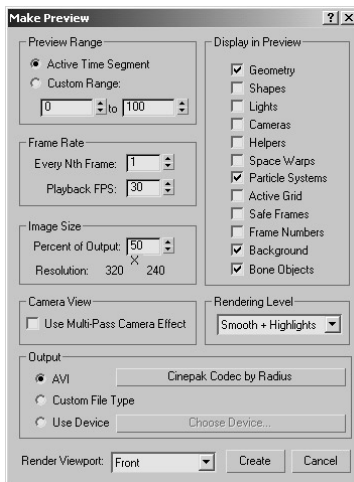 Make Preview
Preview Range
Active Time Segment
Custom Range:
0 to 100
Frame Rate
Every Nth Frame: 1
Playback FPS: 30
Image Size
Percent of Output: 50
Resolution: 320 X 240
Camera View
Use Multi-Pass Camera Effect
Display in Preview
Geometry
Shapes
Lights
Cameras
Helpers
Space Warps
Particle Systems
Active Grid
Safe Frames
Frame Numbers
Background
Bone Objects
Rendering Level
Smooth + Highlights
Output
AVI Cinepak Codec by Radius
Custom File Type
Use Device Choose Device...
Render Viewport: Front Create Cancel